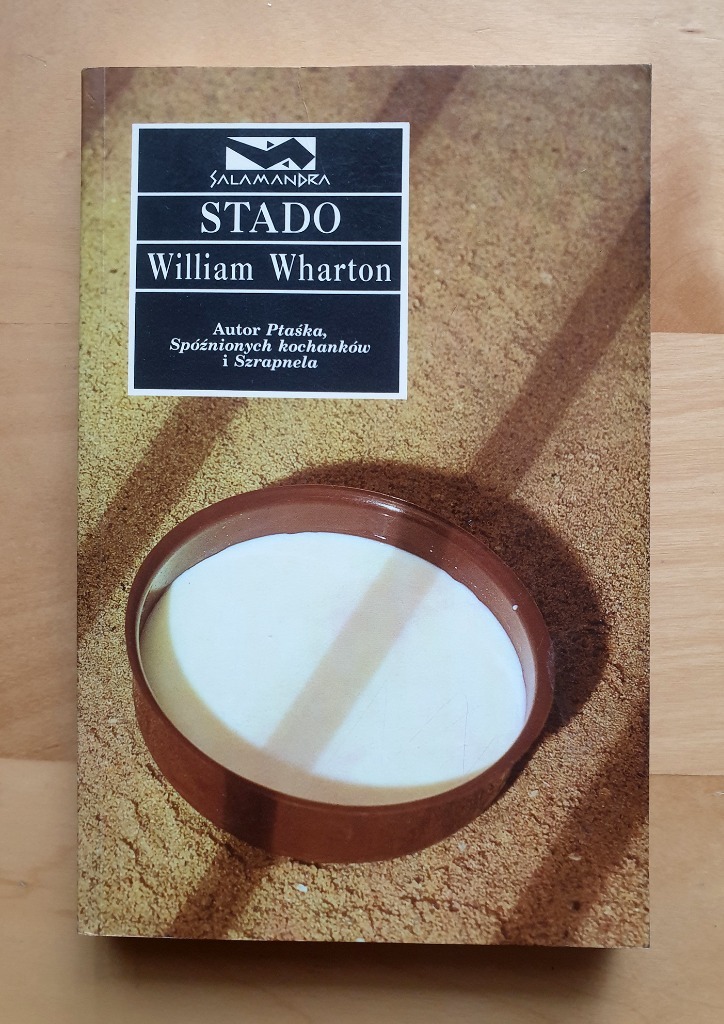 SALAMANDRA
STADO
William Wharton
Autor Ptaśka,
Spóźnionych kochanków
i Szrapnela